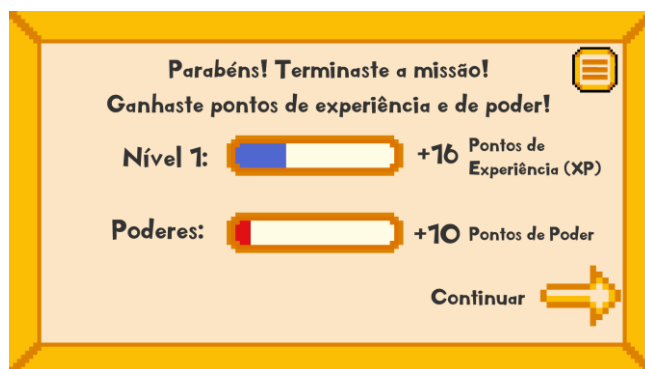 Parabéns! Terminaste a missão!
Ganhaste pontos de experiência e de poder!
Nível 1: +16 Pontos de
Experiência (XP)
Poderes: +10 Pontos de Poder
Continuar